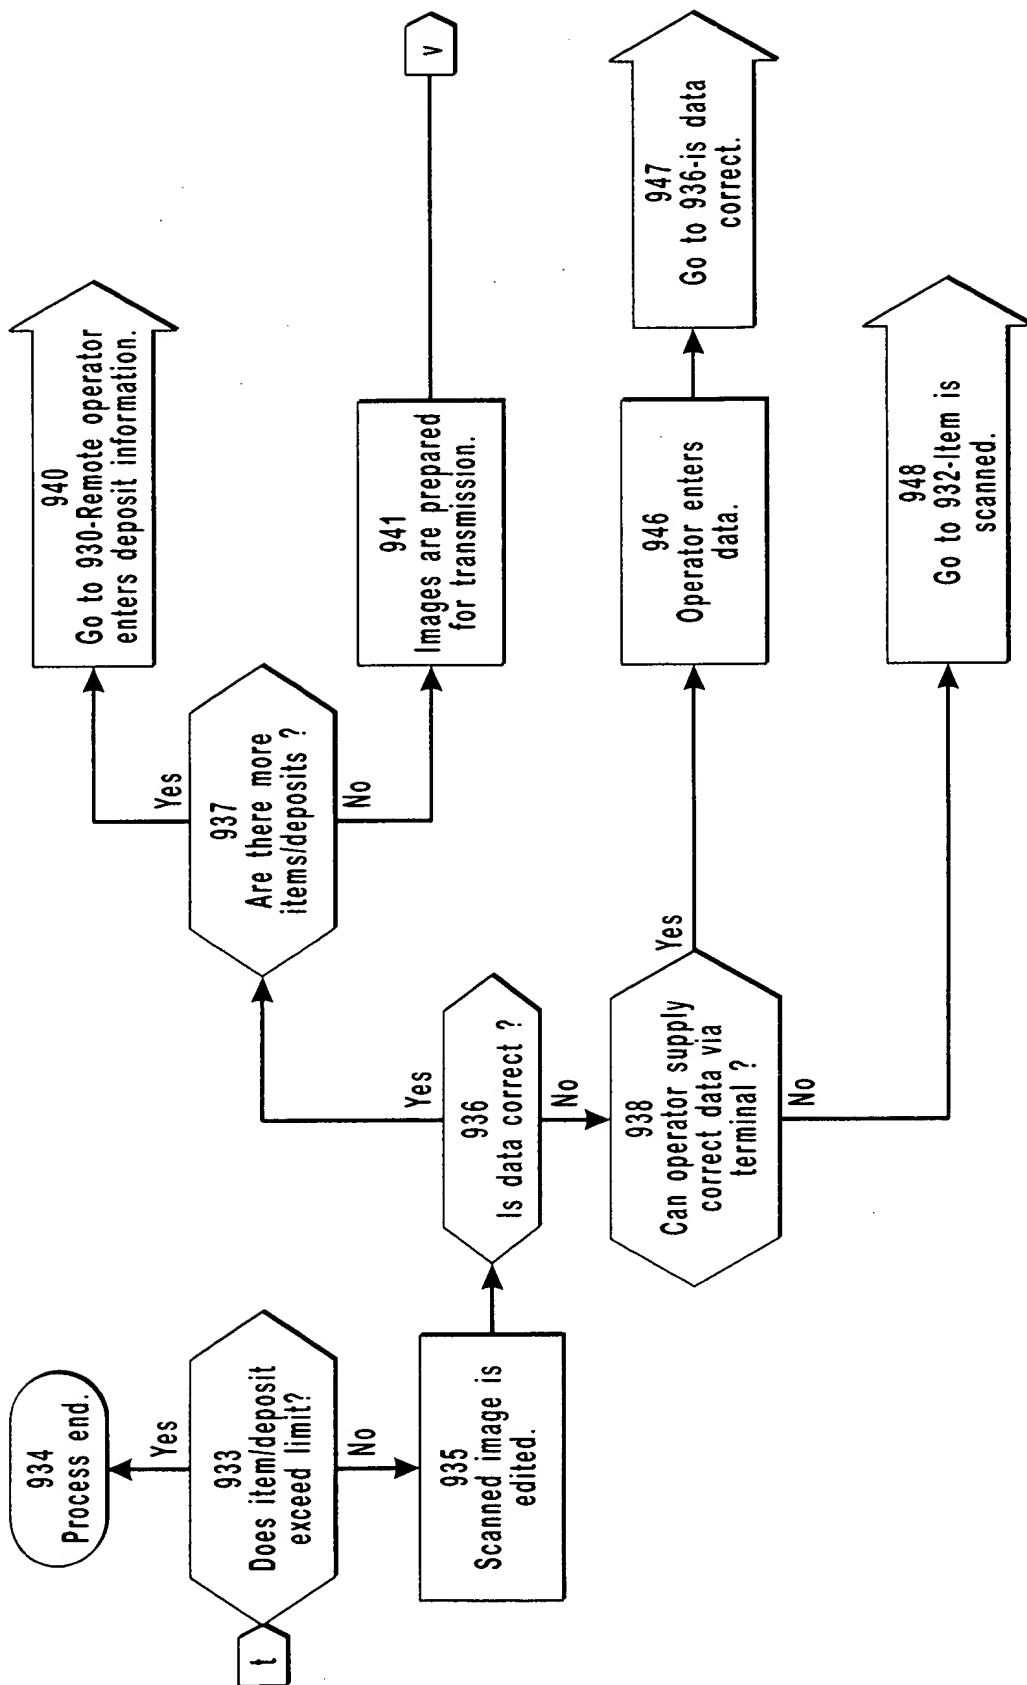 t
933
Does item/deposit
exceed limit?
Yes
934
Process end.
No
935
Scanned image is
edited.
936
Is data correct ?
Yes
937
Are there more
items/deposits ?
Yes
940
Go to 930-Remote operator
enters deposit information.
No
941
Images are prepared
for transmission.
v
No
938
Can operator supply
correct data via
terminal ?
Yes
946
Operator enters
data.
947
Go to 936-is data
correct.
No
948
Go to 932-Item is
scanned.